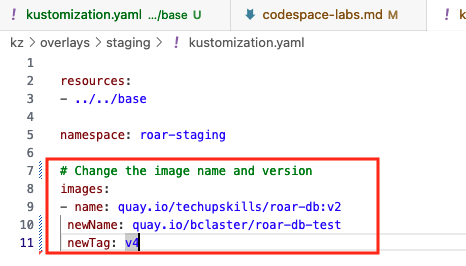 ! kustomization.yaml .../base U
! codespace-labs.md M
! k
kz > overlays > staging > ! kustomization.yaml
1
2 resources:
3 - ../../base
4
5 namespace: roar-staging
6
7 # Change the image name and version
8 images:
9 - name: quay.io/techupskills/roar-db:v2
10 newName: quay.io/bclaster/roar-db-test
11 newTag: v4